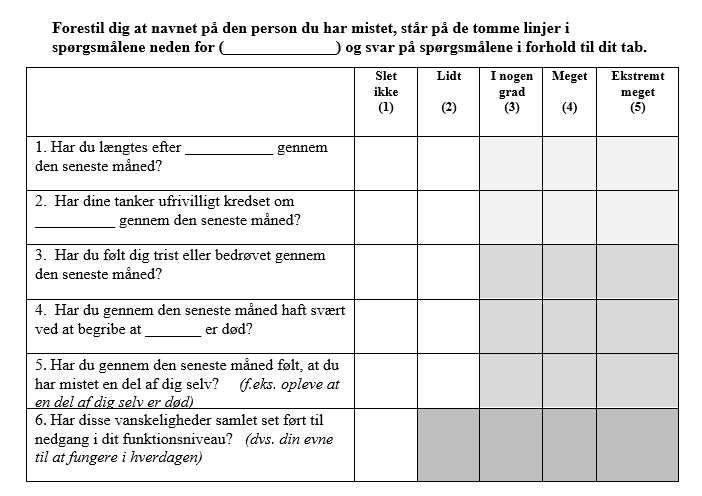 Forestil dig at navnet på den person du har mistet, står på de tomme linjer i
spørgsmålene neden for (_______________) og svar på spørgsmålene i forhold til dit tab.
Slet ikke (1)
Lidt (2)
I nogen grad (3)
Meget (4)
Ekstremt meget (5)
1. Har du længtes efter ____________ gennem
den seneste måned?
2. Har dine tanker ufrivilligt kredset om
___________ gennem den seneste måned?
3. Har du følt dig trist eller bedrøvet gennem
den seneste måned?
4. Har du gennem den seneste måned haft svært
ved at begribe at ________ er død?
5. Har du gennem den seneste måned følt, at du
har mistet en del af dig selv? (f.eks. opleve at
en del af dig selv er død)
6. Har disse vanskeligheder samlet set ført til
nedgang i dit funktionsniveau? (dvs. din evne
til at fungere i hverdagen)